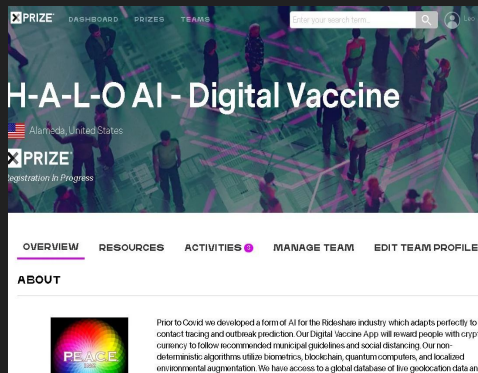 XPRIZE DASHBOARD PRIZES TEAMS Enter your search term... Leo
H-A-L-O AI - Digital Vaccine
Alameda, United States
XPRIZE
Registration In Progress
OVERVIEW RESOURCES ACTIVITIES MANAGE TEAM EDIT TEAM PROFILE
ABOUT
PEACE
Prior to Covid we developed a form of AI for the Rideshare industry which adapts perfectly to
contact tracing and outbreak prediction. Our Digital Vaccine App will reward people with cryp
currency to follow recommended municipal guidelines and social distancing. Our non-
deterministic algorithms utilize biometrics, blockchain, quantum computers, and localized
environmental augmentation. We have access to a global database of live geolocation data an